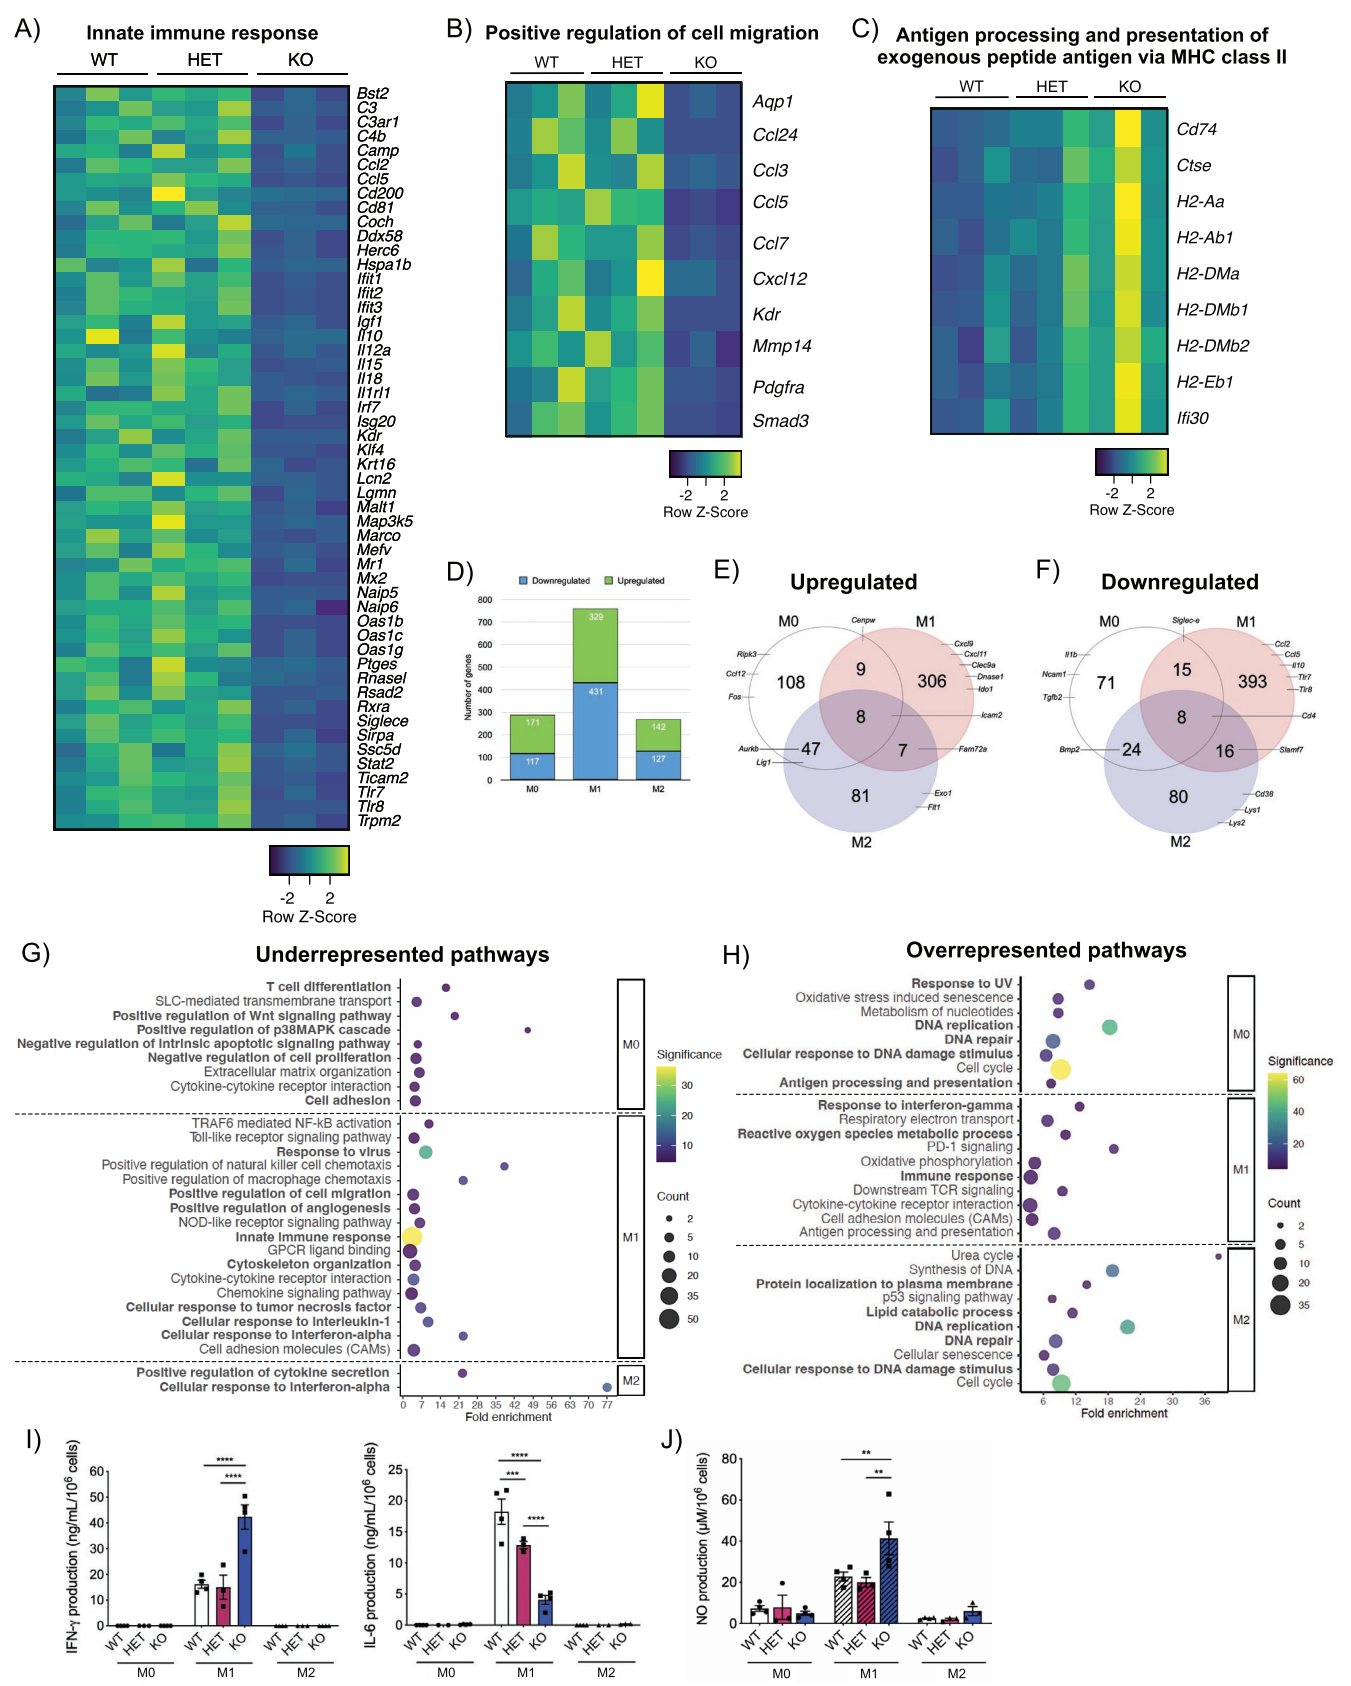 A)
Innate immune response
WT HET KO
Bst2
C3
C3ar1
C4b
Camp
Ccl2
Ccl5
Cd200
Cd81
Coch
Ddx58
Herc6
Hspa1b
Ifit1
Ifit2
Ifit3
Igf1
Il10
Il12a
Il15
Il18
Il1rl1
Irf7
Isg20
Kdr
Klf4
Krt16
Lcn2
Lgmn
Malt1
Map3k5
Marco
Mefv
Mr1
Mx2
Naip5
Naip6
Oas1b
Oas1c
Oas1g
Ptges
Rnasel
Rsad2
Rxra
Siglece
Sirpa
Ssc5d
Stat2
Ticam2
Tlr7
Tlr8
Trpm2
-2 2
Row Z-Score
B)
Positive regulation of cell migration
WT HET KO
Aqp1
Ccl24
Ccl3
Ccl5
Ccl7
Cxcl12
Kdr
Mmp14
Pdgfra
Smad3
-2 2
Row Z-Score
C)
Antigen processing and presentation of
exogenous peptide antigen via MHC class II
WT HET KO
Cd74
Ctse
H2-Aa
H2-Ab1
H2-DMa
H2-DMb1
H2-DMb2
H2-Eb1
Ifi30
-2 2
Row Z-Score
D)
Downregulated Upregulated
Number of genes
800
700
600
500
400
300
200
100
0
171
117
329
431
142
127
M0 M1 M2
E)
Upregulated
M0 M1
Cenpw
Ripk3
Ccl12
Fos
Aurkb
Lig1
Cxcl9
Cxcl11
Clec9a
Dnase1
Ido1
Icam2
Fam72a
Exo1
Flt1
108 9 306
8
47 7
81
M2
F)
Downregulated
M0 M1
Siglec-e
Il1b
Ncam1
Tgfb2
Bmp2
Ccl2
Ccl5
Il10
Tlr7
Tlr8
Cd4
Slamf7
Cd38
Lys1
Lys2
71 15 393
8
24 16
80
M2
G)
Underrepresented pathways
T cell differentiation
SLC-mediated transmembrane transport
Positive regulation of Wnt signaling pathway
Positive regulation of p38MAPK cascade
Negative regulation of intrinsic apoptotic signaling pathway
Negative regulation of cell proliferation
Extracellular matrix organization
Cytokine-cytokine receptor interaction
Cell adhesion
M0
TRAF6 mediated NF-kB activation
Toll-like receptor signaling pathway
Response to virus
Positive regulation of natural killer cell chemotaxis
Positive regulation of macrophage chemotaxis
Positive regulation of cell migration
Positive regulation of angiogenesis
NOD-like receptor signaling pathway
Innate immune response
GPCR ligand binding
Cytoskeleton organization
Cytokine-cytokine receptor interaction
Chemokine signaling pathway
Cellular response to tumor necrosis factor
Cellular response to interleukin-1
Cellular response to interferon-alpha
Cell adhesion molecules (CAMs)
M1
Positive regulation of cytokine secretion
Cellular response to interferon-alpha
M2
0 7 14 21 28 35 42 49 56 63 70 77
Fold enrichment
Significance
30
20
10
Count
2
5
10
20
35
50
H)
Overrepresented pathways
Response to UV
Oxidative stress induced senescence
Metabolism of nucleotides
DNA replication
DNA repair
Cellular response to DNA damage stimulus
Cell cycle
Antigen processing and presentation
M0
Response to interferon-gamma
Respiratory electron transport
Reactive oxygen species metabolic process
PD-1 signaling
Oxidative phosphorylation
Immune response
Downstream TCR signaling
Cytokine-cytokine receptor interaction
Cell adhesion molecules (CAMs)
Antigen processing and presentation
M1
Urea cycle
Synthesis of DNA
Protein localization to plasma membrane
p53 signaling pathway
Lipid catabolic process
DNA replication
DNA repair
Cellular senescence
Cellular response to DNA damage stimulus
Cell cycle
M2
6 12 18 24 30 36
Fold enrichment
Significance
60
40
20
Count
2
5
10
20
35
I)
IFN-γ production (ng/mL/10⁶ cells)
60
50
40
30
20
10
0
****
****
WT HET KO WT HET KO WT HET KO
M0 M1 M2
IL-6 production (ng/mL/10⁶ cells)
25
20
15
10
5
0
****
***
****
WT HET KO WT HET KO WT HET KO
M0 M1 M2
J)
NO production (µM/10⁶ cells)
80
60
40
20
0
**
**
WT HET KO WT HET KO WT HET KO
M0 M1 M2